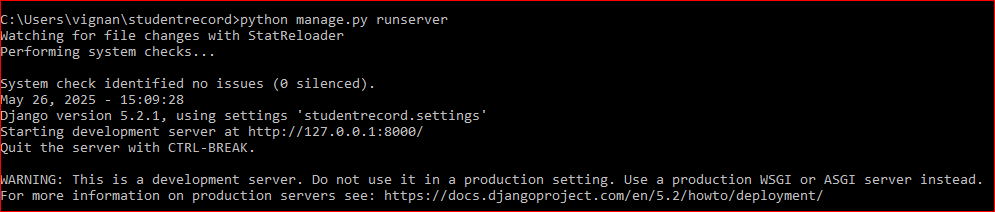 C:\Users\vignan\studentrecord>python manage.py runserver
Watching for file changes with StatReloader
Performing system checks...
System check identified no issues (0 silenced).
May 26, 2025 - 15:09:28
Django version 5.2.1, using settings 'studentrecord.settings'
Starting development server at http://127.0.0.1:8000/
Quit the server with CTRL-BREAK.
WARNING: This is a development server. Do not use it in a production setting. Use a production WSGI or ASGI server instead.
For more information on production servers see: https://docs.djangoproject.com/en/5.2/howto/deployment/